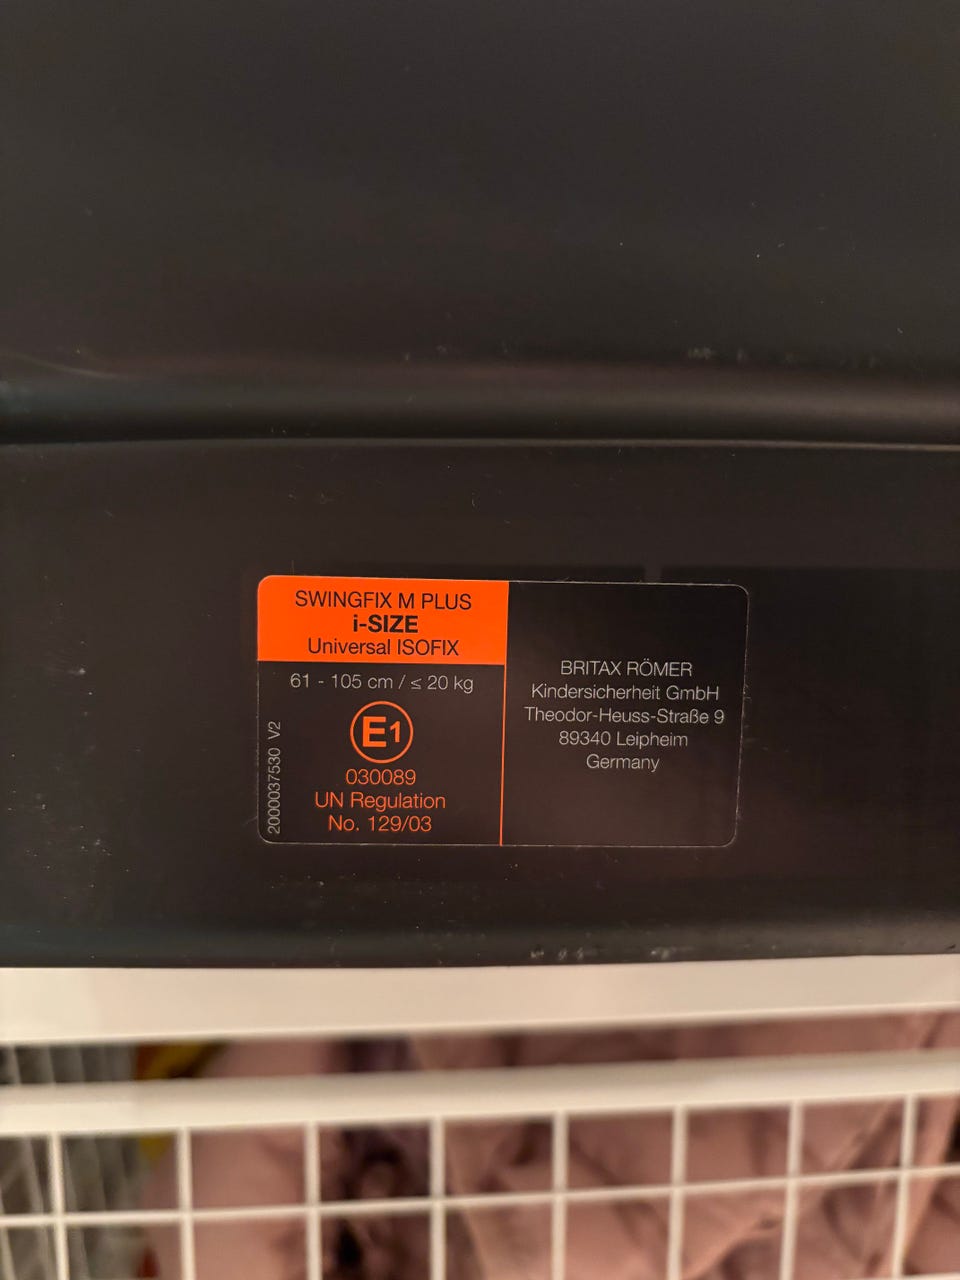 SWINGFIX M PLUS
i-SIZE
Universal ISOFIX
61 - 105 cm / ≤ 20 kg
E1
030089
UN Regulation
No. 129/03
2000037530 V2
BRITAX RÖMER
Kindersicherheit GmbH
Theodor-Heuss-Straße 9
89340 Leipheim
Germany